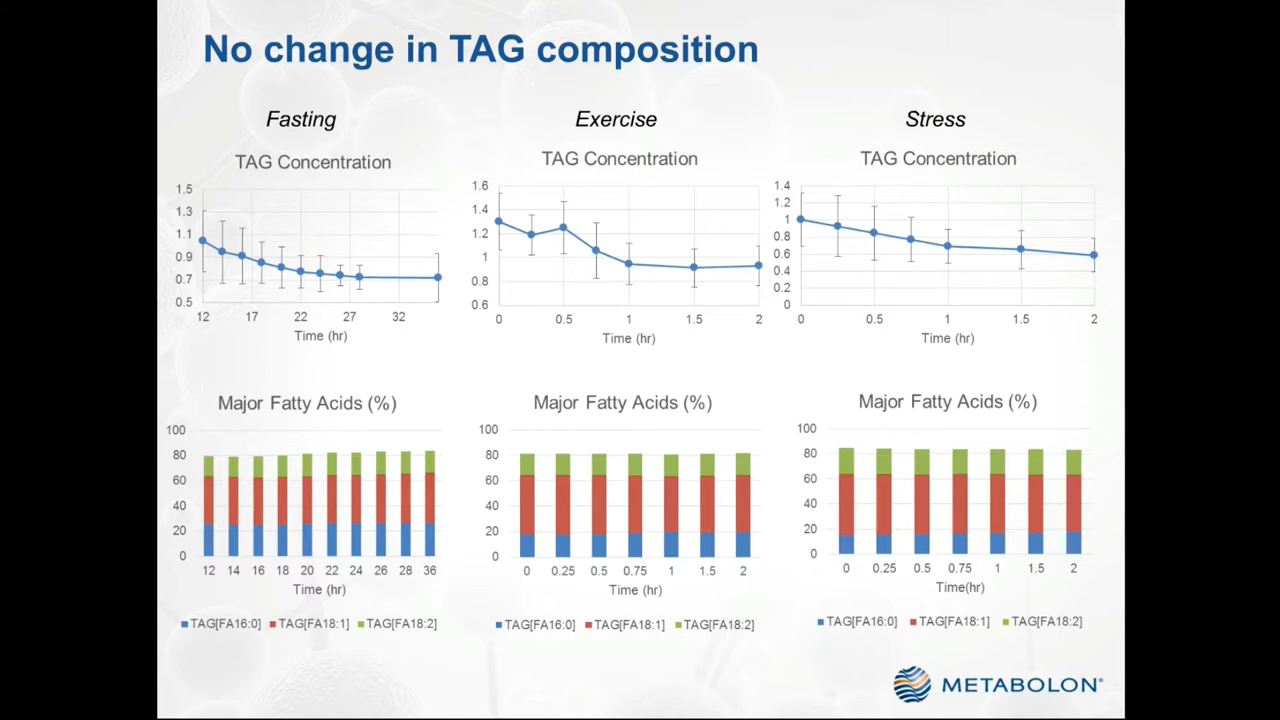 No change in TAG composition
Fasting
Exercise
Stress
TAG Concentration
1.5
1.3
1.1
0.9
0.7
0.5
12 17 22 27 32
Time (hr)
TAG Concentration
1.6
1.4
1.2
1
0.8
0.6
0 0.5 1 1.5 2
Time (hr)
TAG Concentration
1.4
1.2
1
0.8
0.6
0.4
0.2
0
0 0.5 1 1.5 2
Time (hr)
Major Fatty Acids (%)
100
80
60
40
20
0
12 14 16 18 20 22 24 26 28 36
Time (hr)
TAG[FA16:0] TAG[FA18:1] TAG[FA18:2]
Major Fatty Acids (%)
100
80
60
40
20
0
0 0.25 0.5 0.75 1 1.5 2
Time (hr)
TAG[FA16:0] TAG[FA18:1] TAG[FA18:2]
Major Fatty Acids (%)
100
80
60
40
20
0
0 0.25 0.5 0.75 1 1.5 2
Time(hr)
TAG[FA16:0] TAG[FA18:1] TAG[FA18:2]
METABOLON®